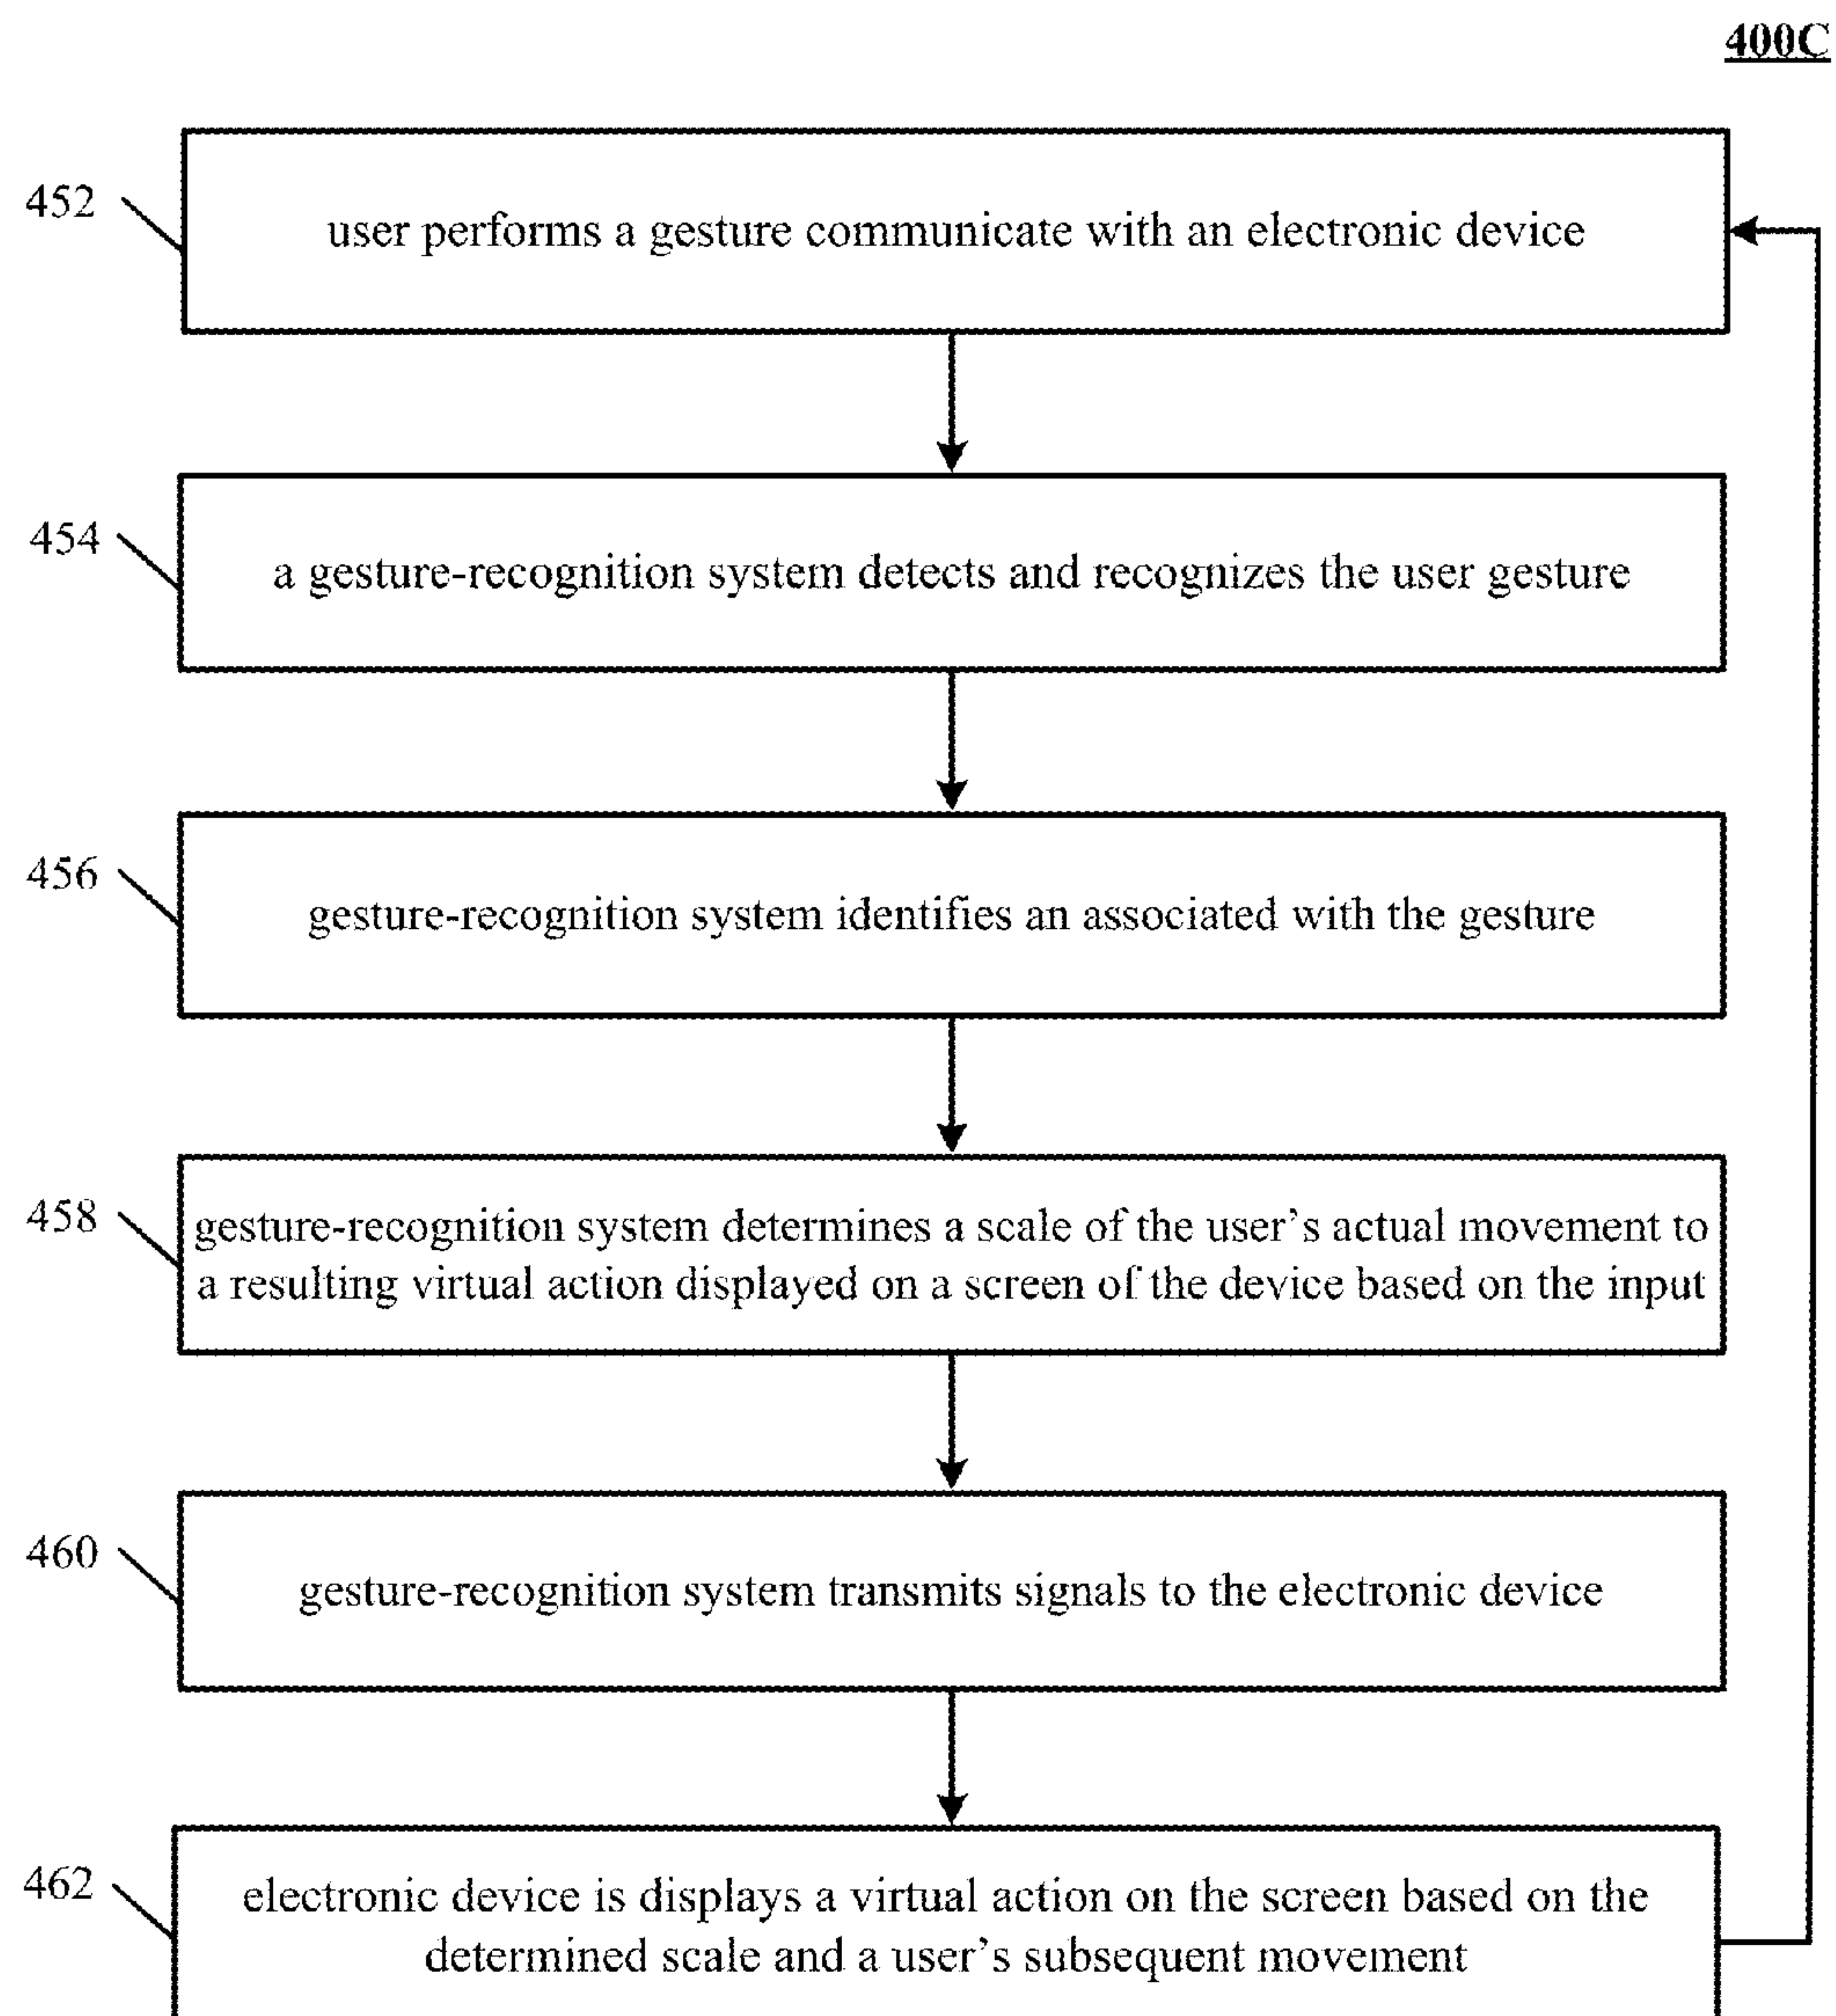 400C
452
user performs a gesture communicate with an electronic device
454
a gesture-recognition system detects and recognizes the user gesture
456
gesture-recognition system identifies an associated with the gesture
458
gesture-recognition system determines a scale of the user’s actual movement to
a resulting virtual action displayed on a screen of the device based on the input
460
gesture-recognition system transmits signals to the electronic device
462
electronic device is displays a virtual action on the screen based on the
determined scale and a user’s subsequent movement